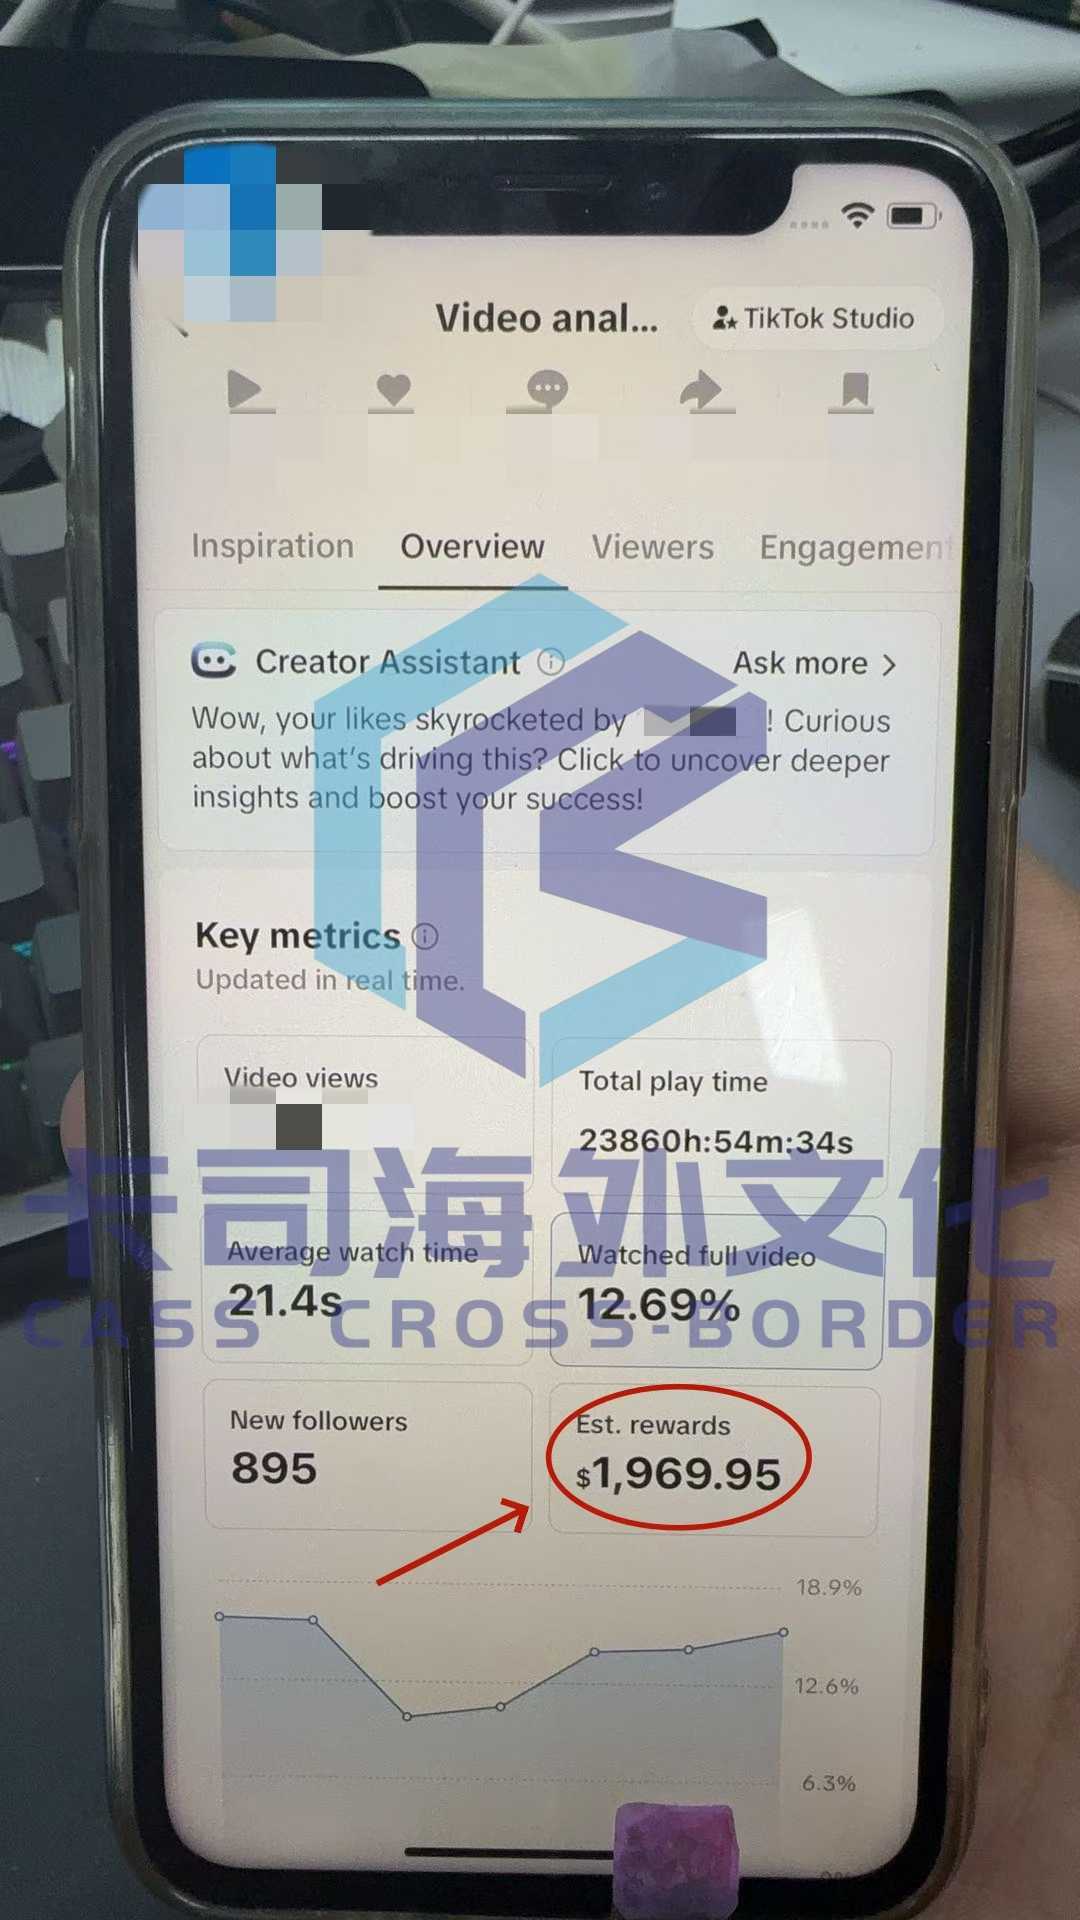 Video anal...
TikTok Studio
Inspiration Overview Viewers Engagement
Creator Assistant Ask more >
Wow, your likes skyrocketed by ! Curious
about what's driving this? Click to uncover deeper
insights and boost your success!
Key metrics
Updated in real time.
Video views
Total play time
23860h:54m:34s
卡司海外文化
Average watch time
21.4s
Watched full video
12.69%
CASS CROSS-BORDER
New followers
895
Est. rewards
$1,969.95
18.9%
12.6%
6.3%